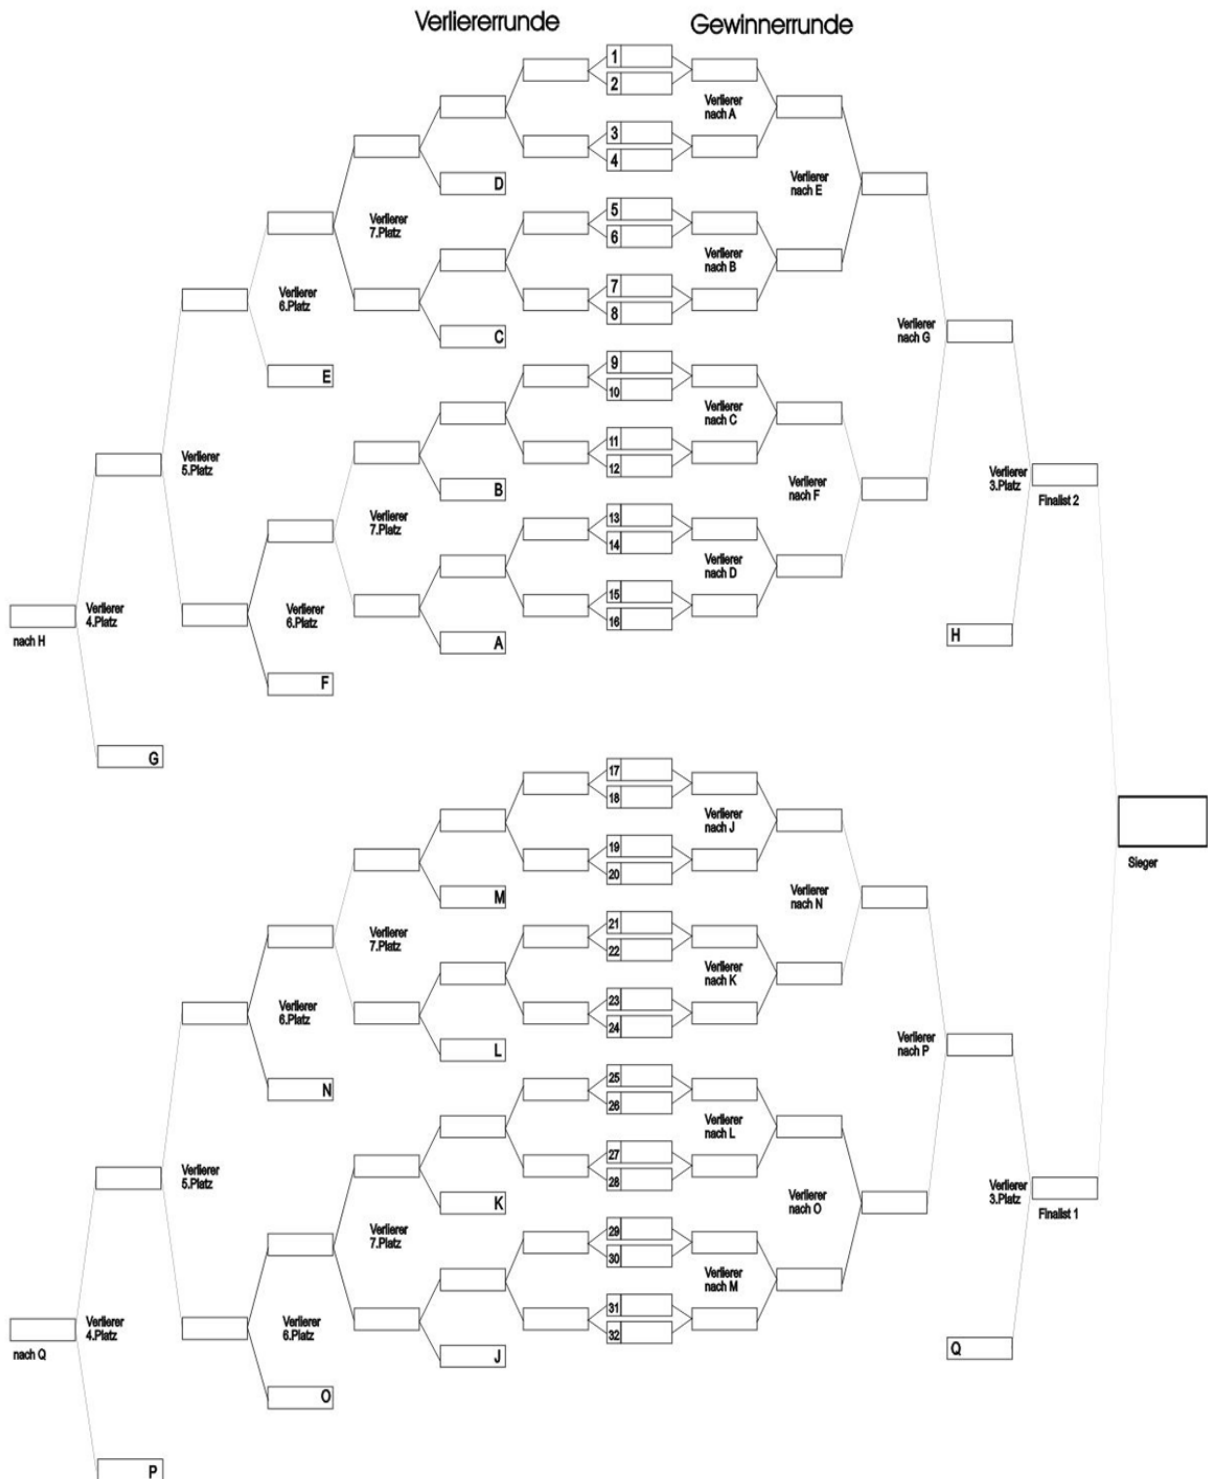 Verliererrunde
Gewinnerrunde
1
2
Verlierer
nach A
3
4
D
Verlierer
nach E
5
6
Verlierer
7.Platz
Verlierer
nach B
7
8
Verlierer
6.Platz
C
Verlierer
nach G
9
10
E
Verlierer
nach C
11
12
Verlierer
5.Platz
B
Verlierer
nach F
Verlierer
3.Platz
Finalist 2
13
14
Verlierer
7.Platz
Verlierer
nach D
15
16
Verlierer
4.Platz
nach H
Verlierer
6.Platz
A
H
F
G
17
18
Verlierer
nach J
19
20
Sieger
M
Verlierer
nach N
21
22
Verlierer
7.Platz
Verlierer
nach K
23
24
Verlierer
6.Platz
L
Verlierer
nach P
25
26
N
Verlierer
nach L
27
28
Verlierer
5.Platz
K
Verlierer
nach O
Verlierer
3.Platz
Finalist 1
29
30
Verlierer
7.Platz
Verlierer
nach M
31
32
Verlierer
4.Platz
nach Q
Verlierer
6.Platz
J
Q
O
P